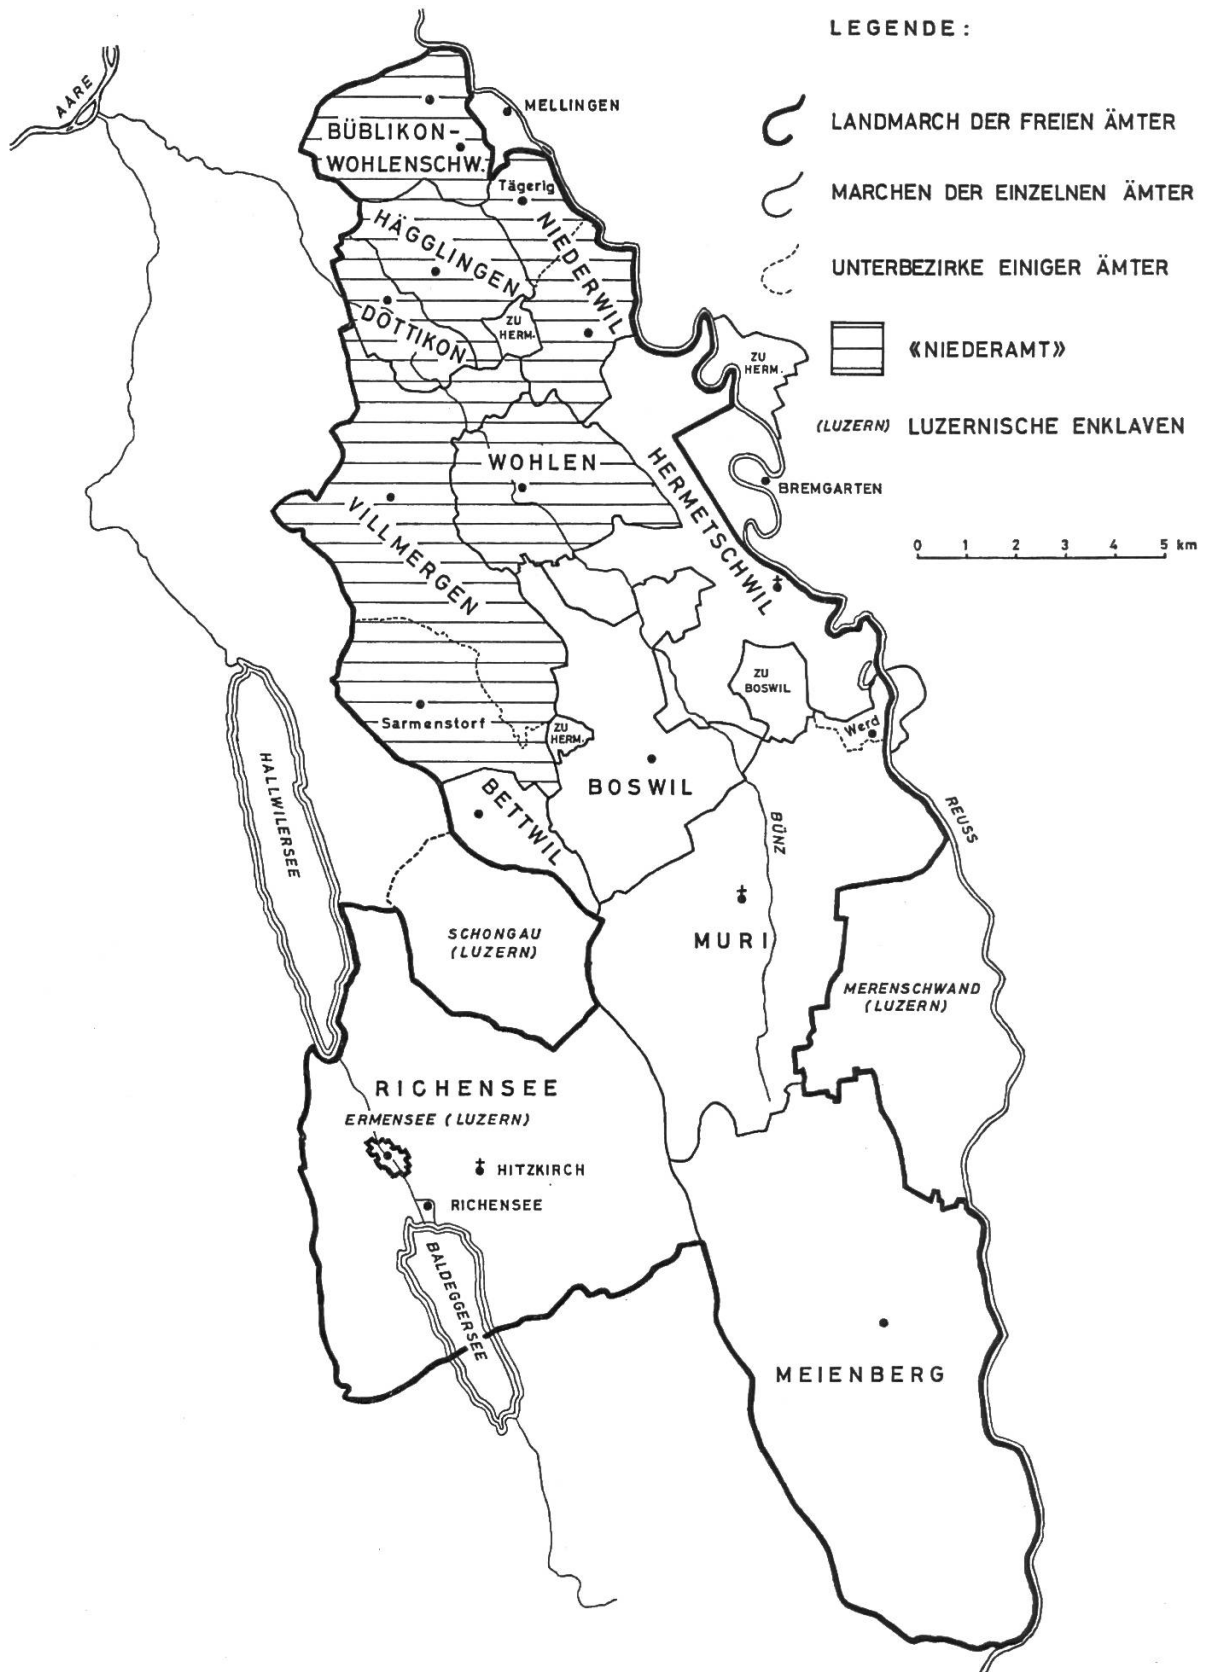 LEGENDE:
LANDMARCH DER FREIEN ÄMTER
MARCHEN DER EINZELNEN ÄMTER
UNTERBEZIRKE EINIGER ÄMTER
«NIEDERAMT»
(LUZERN) LUZERNISCHE ENKLAVEN
0 1 2 3 4 5 km
AARE
MELLINGEN
BÜBLIKON-
WOHLENSCHW.
Tägerig
HÄGGLINGEN
NIEDERWIL
DOTTIKON
ZU
HERM.
ZU
HERM.
WOHLEN
HERMETSCHWIL
BREMGARTEN
VILLMERGEN
ZU
BOSWIL
Sarmenstorf
ZU
HERM.
Werd
HALLWILERSEE
BETTWIL
BOSWIL
BÜNZ
REUSS
SCHONGAU
(LUZERN)
MURI
MERENSCHWAND
(LUZERN)
RICHENSEE
ERMENSEE (LUZERN)
HITZKIRCH
RICHENSEE
BALDEGGERSEE
MEIENBERG